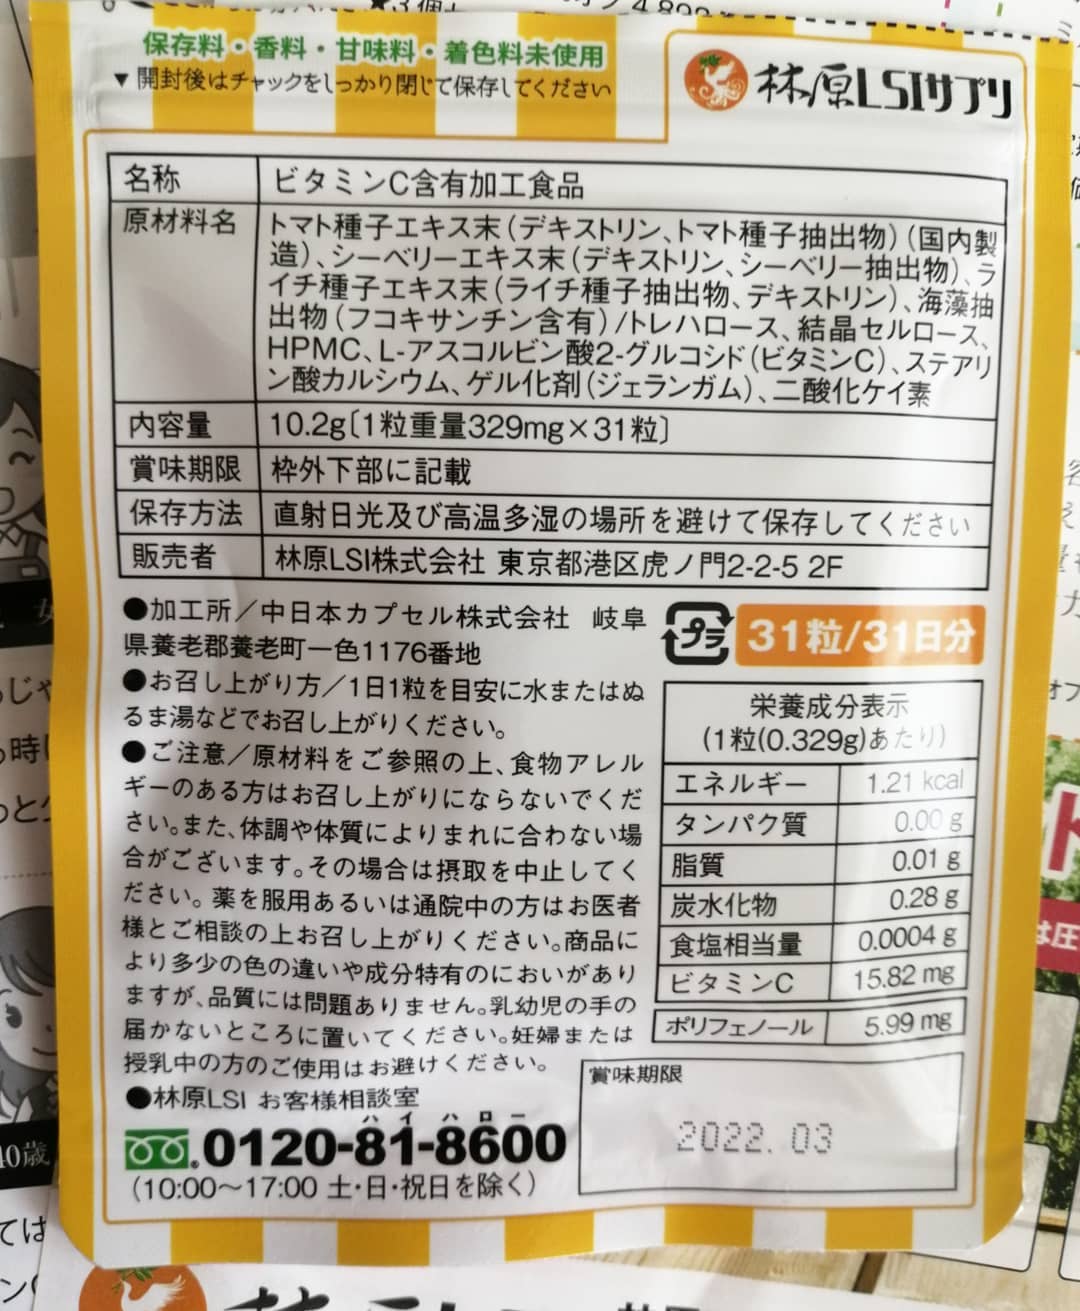 保存料・香料・甘味料・着色料未使用
▼開封後はチャックをしっかり閉じて保存してください
林原LSIサプリ
名称 ビタミンC含有加工食品
原材料名 トマト種子エキス末(デキストリン、トマト種子抽出物)(国内製
造)、シーベリーエキス末(デキストリン、シーベリー抽出物)、ラ
イチ種子エキス末(ライチ種子抽出物、デキストリン)、海藻抽
出物(フコキサンチン含有)/トレハロース、結晶セルロース、
HPMC、L-アスコルビン酸2-グルコシド(ビタミンC)、ステアリ
ン酸カルシウム、ゲル化剤(ジェランガム)、二酸化ケイ素
内容量 10.2g〔1粒重量329mg×31粒〕
賞味期限 枠外下部に記載
保存方法 直射日光及び高温多湿の場所を避けて保存してください
販売者 林原LSI株式会社 東京都港区虎ノ門2-2-5 2F
●加工所/中日本カプセル株式会社 岐阜
県養老郡養老町一色1176番地
●お召し上がり方/1日1粒を目安に水またはぬ
るま湯などでお召し上がりください。
●ご注意/原材料をご参照の上、食物アレル
ギーのある方はお召し上がりにならないでくだ
さい。また、体調や体質によりまれに合わない場
合がございます。その場合は摂取を中止してく
ださい。薬を服用あるいは通院中の方はお医者
様とご相談の上お召し上がりください。商品に
より多少の色の違いや成分特有のにおいがあり
ますが、品質には問題ありません。乳幼児の手の
届かないところに置いてください。妊婦または
授乳中の方のご使用はお避けください。
●林原LSI お客様相談室
ハイハロー
0120-81-8600
(10:00〜17:00 土・日・祝日を除く)
プラ
31粒/31日分
栄養成分表示
(1粒(0.329g)あたり)
エネルギー 1.21 kcal
タンパク質 0.00 g
脂質 0.01 g
炭水化物 0.28 g
食塩相当量 0.0004 g
ビタミンC 15.82 mg
ポリフェノール 5.99 mg
賞味期限
2022.03